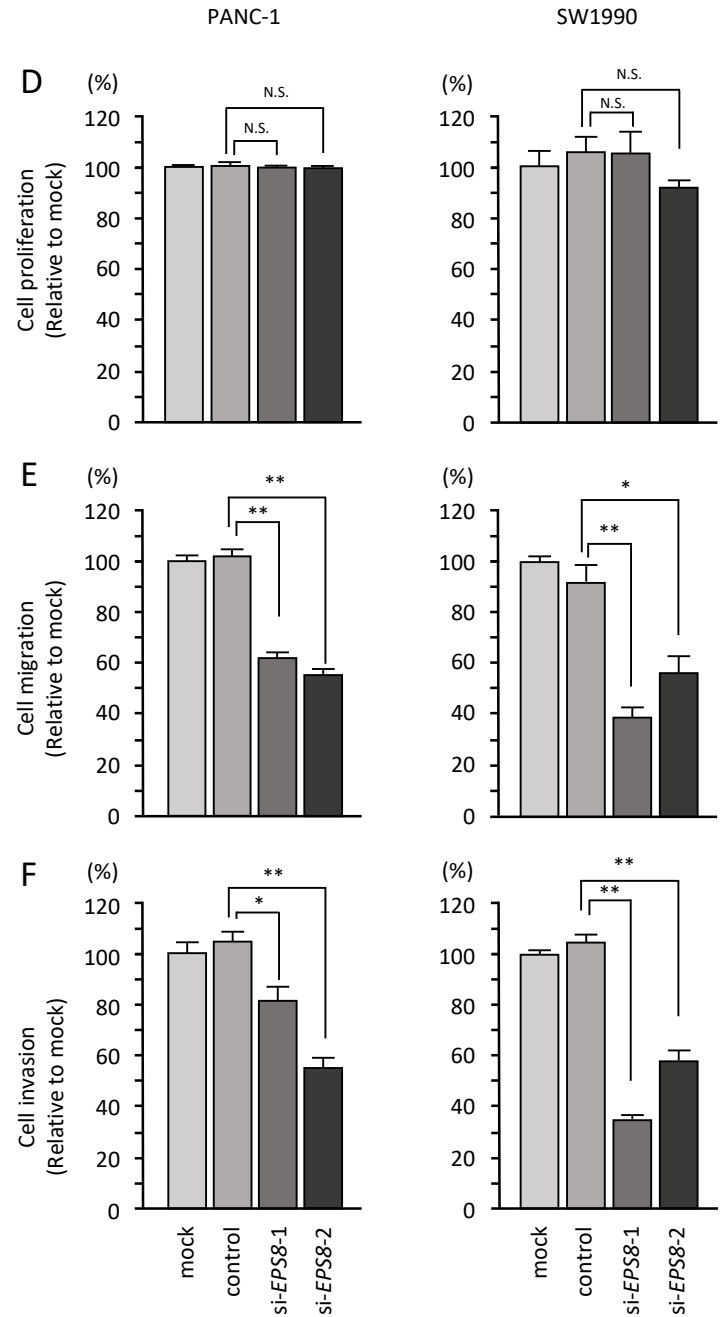 PANC-1 SW1990
D (%) (%)
N.S. N.S.
N.S. N.S.
120 120
100 100
80 80
60 60
40 40
20 20
0 0
Cell proliferation
(Relative to mock)
E (%) (%)
** *
** **
120 120
100 100
80 80
60 60
40 40
20 20
0 0
Cell migration
(Relative to mock)
F (%) (%)
** **
* **
120 120
100 100
80 80
60 60
40 40
20 20
0 0
Cell invasion
(Relative to mock)
mock control si-EPS8-1 si-EPS8-2 mock control si-EPS8-1 si-EPS8-2